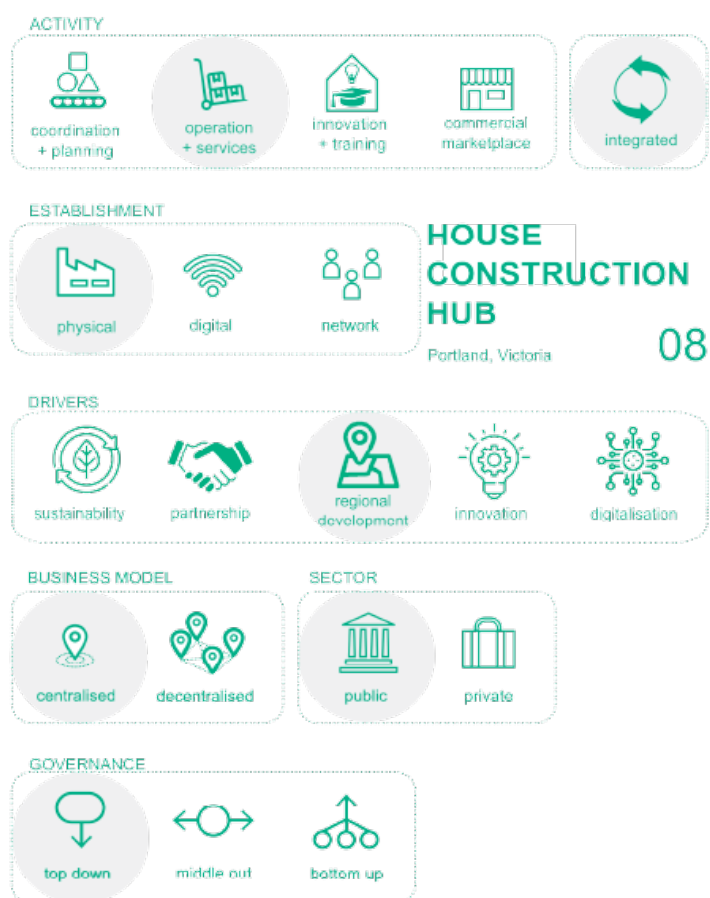 ACTIVITY
coordination
+ planning
operation
+ services
innovation
+ training
commercial
marketplace
integrated
ESTABLISHMENT
physical
digital
network
HOUSE
CONSTRUCTION
HUB
Portland, Victoria
08
DRIVERS
sustainability
partnership
regional
development
innovation
digitalisation
BUSINESS MODEL
centralised
decentralised
SECTOR
public
private
GOVERNANCE
top down
middle out
bottom up